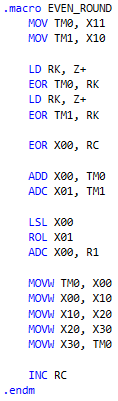 .macro EVEN_ROUND
MOV TM0, X11
MOV TM1, X10
LD RK, Z+
EOR TM0, RK
LD RK, Z+
EOR TM1, RK
EOR X00, RC
ADD X00, TM0
ADC X01, TM1
LSL X00
ROL X01
ADC X00, R1
MOVW TM0, X00
MOVW X00, X10
MOVW X10, X20
MOVW X20, X30
MOVW X30, TM0
INC RC
.endm